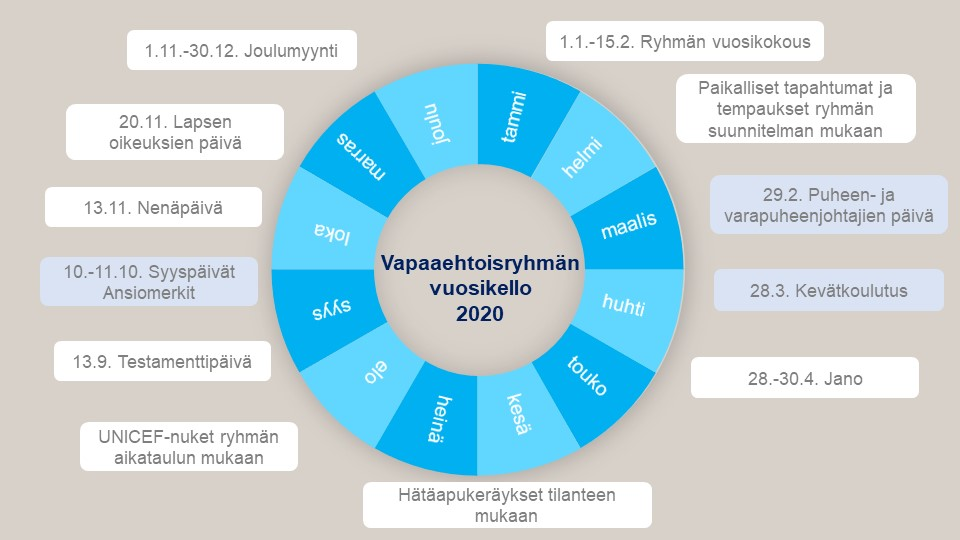 1.11.-30.12. Joulumyynti
1.1.-15.2. Ryhmän vuosikokous
Paikalliset tapahtumat ja
tempaukset ryhmän
suunnitelman mukaan
20.11. Lapsen
oikeuksien päivä
29.2. Puheen- ja
varapuheenjohtajien päivä
13.11. Nenäpäivä
10.-11.10. Syyspäivät
Ansiomerkit
28.3. Kevätkoulutus
13.9. Testamenttipäivä
28.-30.4. Jano
UNICEF-nuket ryhmän
aikataulun mukaan
Hätäapukeräykset tilanteen
mukaan
tammi
helmi
maalis
huhti
touko
kesä
heinä
elo
syys
loka
marras
joulu
Vapaaehtoisryhmän
vuosikello
2020